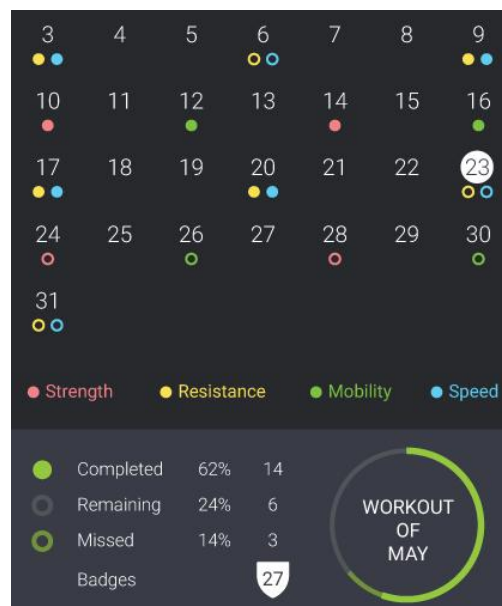 3 4 5 6 7 8 9
10 11 12 13 14 15 16
17 18 19 20 21 22 23
24 25 26 27 28 29 30
31
Strength Resistance Mobility Speed
Completed 62% 14
Remaining 24% 6
Missed 14% 3
Badges 27
WORKOUT
OF
MAY